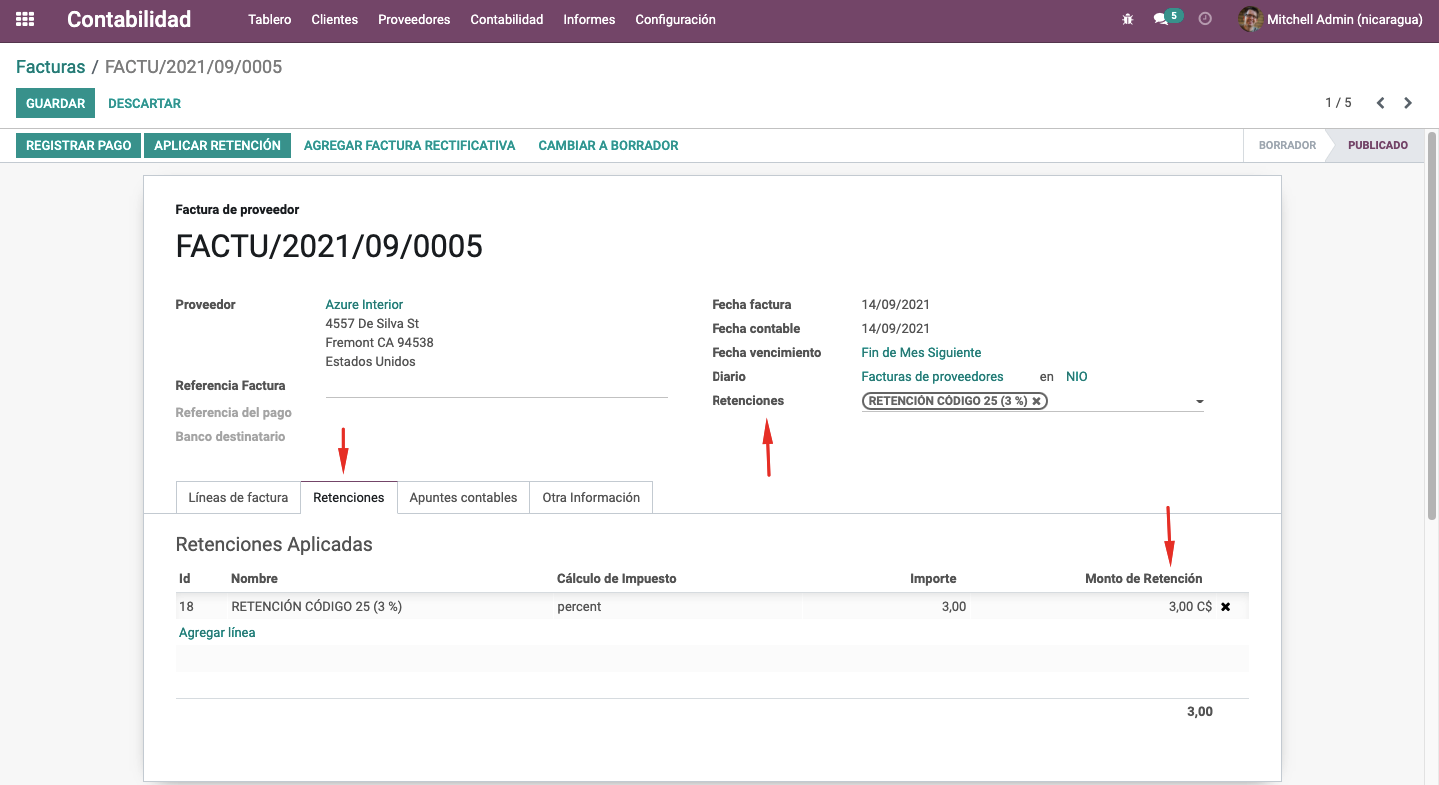 Contabilidad Tablero Clientes Proveedores Contabilidad Informes Configuración 5 Mitchell Admin (nicaragua)
Facturas / FACTU/2021/09/0005
GUARDAR DESCARTAR 1 / 5
REGISTRAR PAGO APLICAR RETENCIÓN AGREGAR FACTURA RECTIFICATIVA CAMBIAR A BORRADOR BORRADOR PUBLICADO
Factura de proveedor
FACTU/2021/09/0005
Proveedor Azure Interior
4557 De Silva St
Fremont CA 94538
Estados Unidos
Referencia Factura
Referencia del pago
Banco destinatario
Fecha factura 14/09/2021
Fecha contable 14/09/2021
Fecha vencimiento Fin de Mes Siguiente
Diario Facturas de proveedores en NIO
Retenciones RETENCIÓN CÓDIGO 25 (3 %) ✖
Líneas de factura Retenciones Apuntes contables Otra Información
Retenciones Aplicadas
Id Nombre Cálculo de Impuesto Importe Monto de Retención
18 RETENCIÓN CÓDIGO 25 (3 %) percent 3,00 3,00 C$ ✖
Agregar línea
3,00